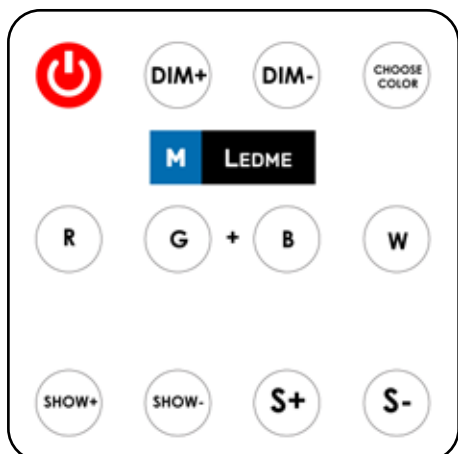 DIM+ DIM- CHOOSE
COLOR
M LEDME
R G + B W
SHOW+ SHOW- S+ S-